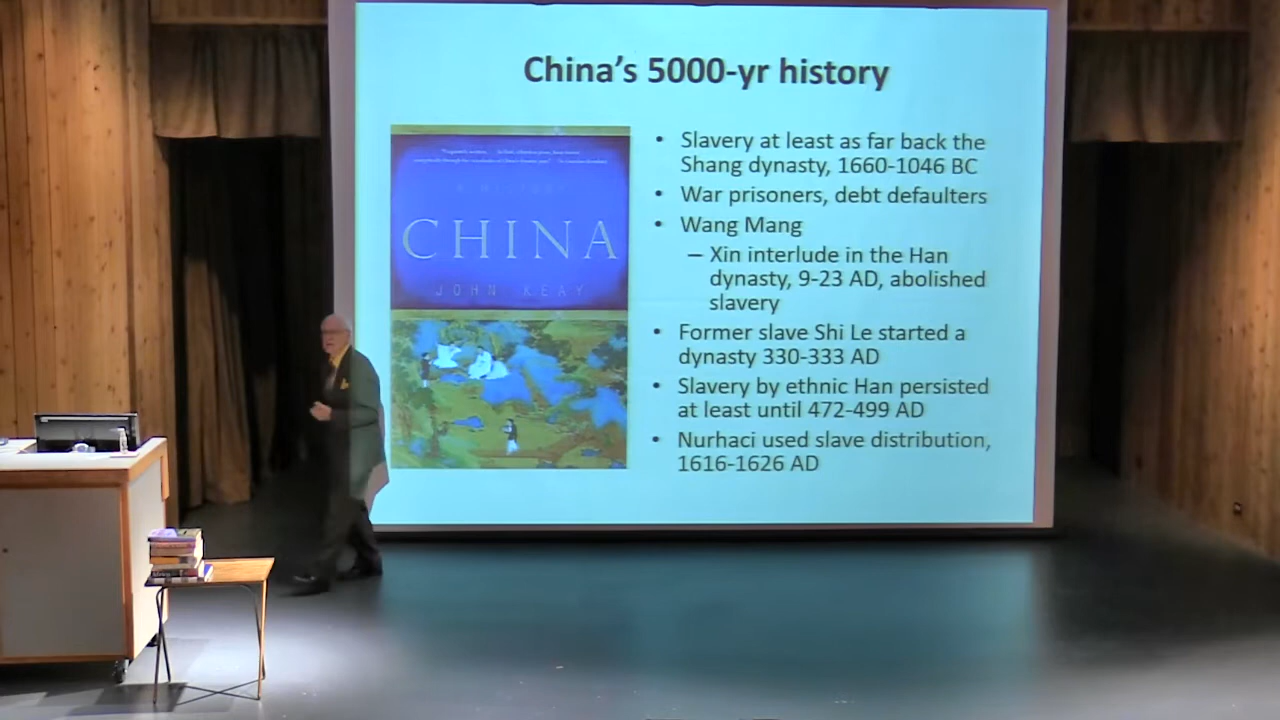 China's 5000-yr history
CHINA
JOHN KEAY
• Slavery at least as far back the
Shang dynasty, 1660-1046 BC
• War prisoners, debt defaulters
• Wang Mang
– Xin interlude in the Han
dynasty, 9-23 AD, abolished
slavery
• Former slave Shi Le started a
dynasty 330-333 AD
• Slavery by ethnic Han persisted
at least until 472-499 AD
• Nurhaci used slave distribution,
1616-1626 AD